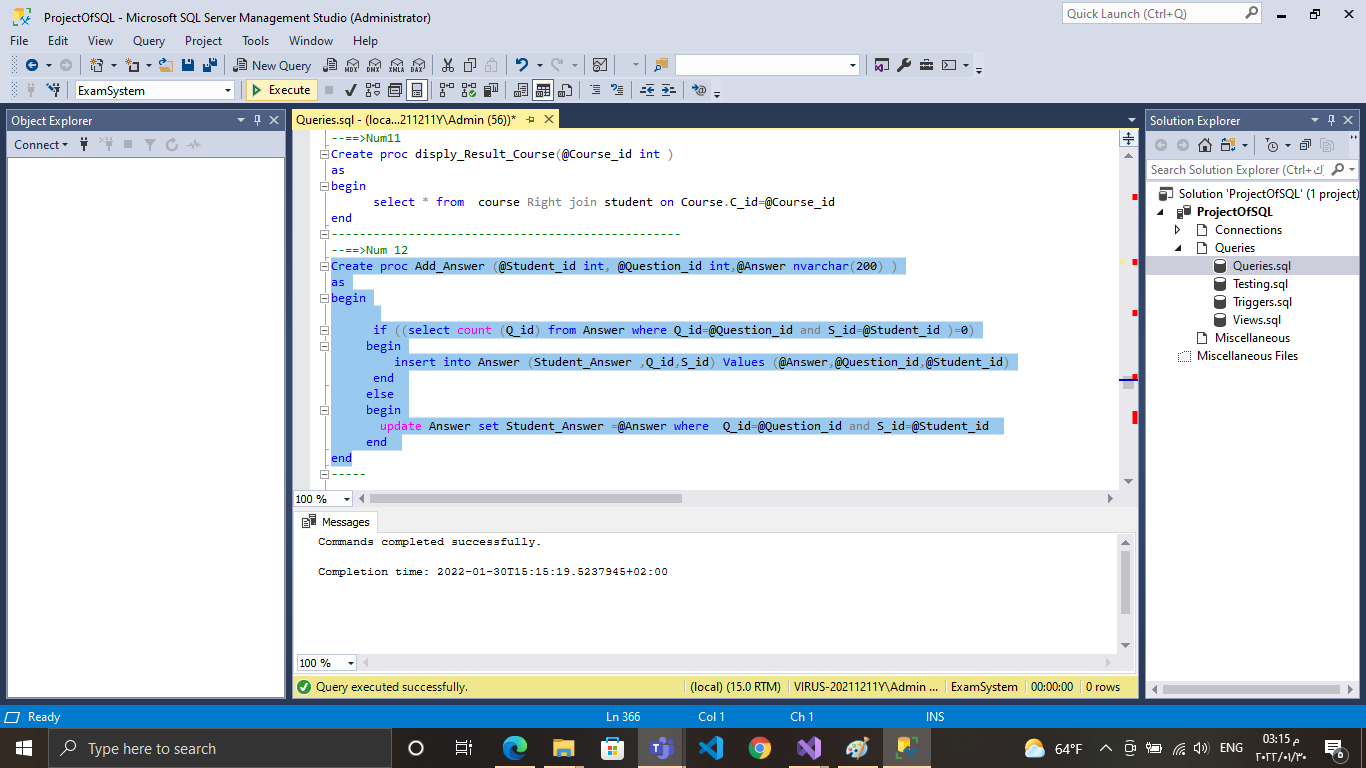 ProjectOfSQL - Microsoft SQL Server Management Studio (Administrator)
Quick Launch (Ctrl+Q)
File Edit View Query Project Tools Window Help
New Query
MDX DMX XMLA DAX
ExamSystem
Execute
Object Explorer
Connect
Queries.sql - (loca...211211Y\Admin (56))*
--==>Num11
Create proc disply_Result_Course(@Course_id int )
as
begin
select * from course Right join student on Course.C_id=@Course_id
end
--------------------------------------------------
--==>Num 12
Create proc Add_Answer (@Student_id int, @Question_id int,@Answer nvarchar(200) )
as
begin
if ((select count (Q_id) from Answer where Q_id=@Question_id and S_id=@Student_id )=0)
begin
insert into Answer (Student_Answer ,Q_id,S_id) Values (@Answer,@Question_id,@Student_id)
end
else
begin
update Answer set Student_Answer =@Answer where Q_id=@Question_id and S_id=@Student_id
end
end
-----
100 %
Messages
Commands completed successfully.
Completion time: 2022-01-30T15:15:19.5237945+02:00
100 %
Query executed successfully.
(local) (15.0 RTM)
VIRUS-20211211Y\Admin ...
ExamSystem
00:00:00
0 rows
Solution Explorer
Search Solution Explorer (Ctrl+ك)
Solution 'ProjectOfSQL' (1 project)
ProjectOfSQL
Connections
Queries
Queries.sql
Testing.sql
Triggers.sql
Views.sql
Miscellaneous
Miscellaneous Files
Ready
Ln 366
Col 1
Ch 1
INS
Type here to search
64°F
ENG
03:15 م
٢٠٢٢/٠١/٣٠
8